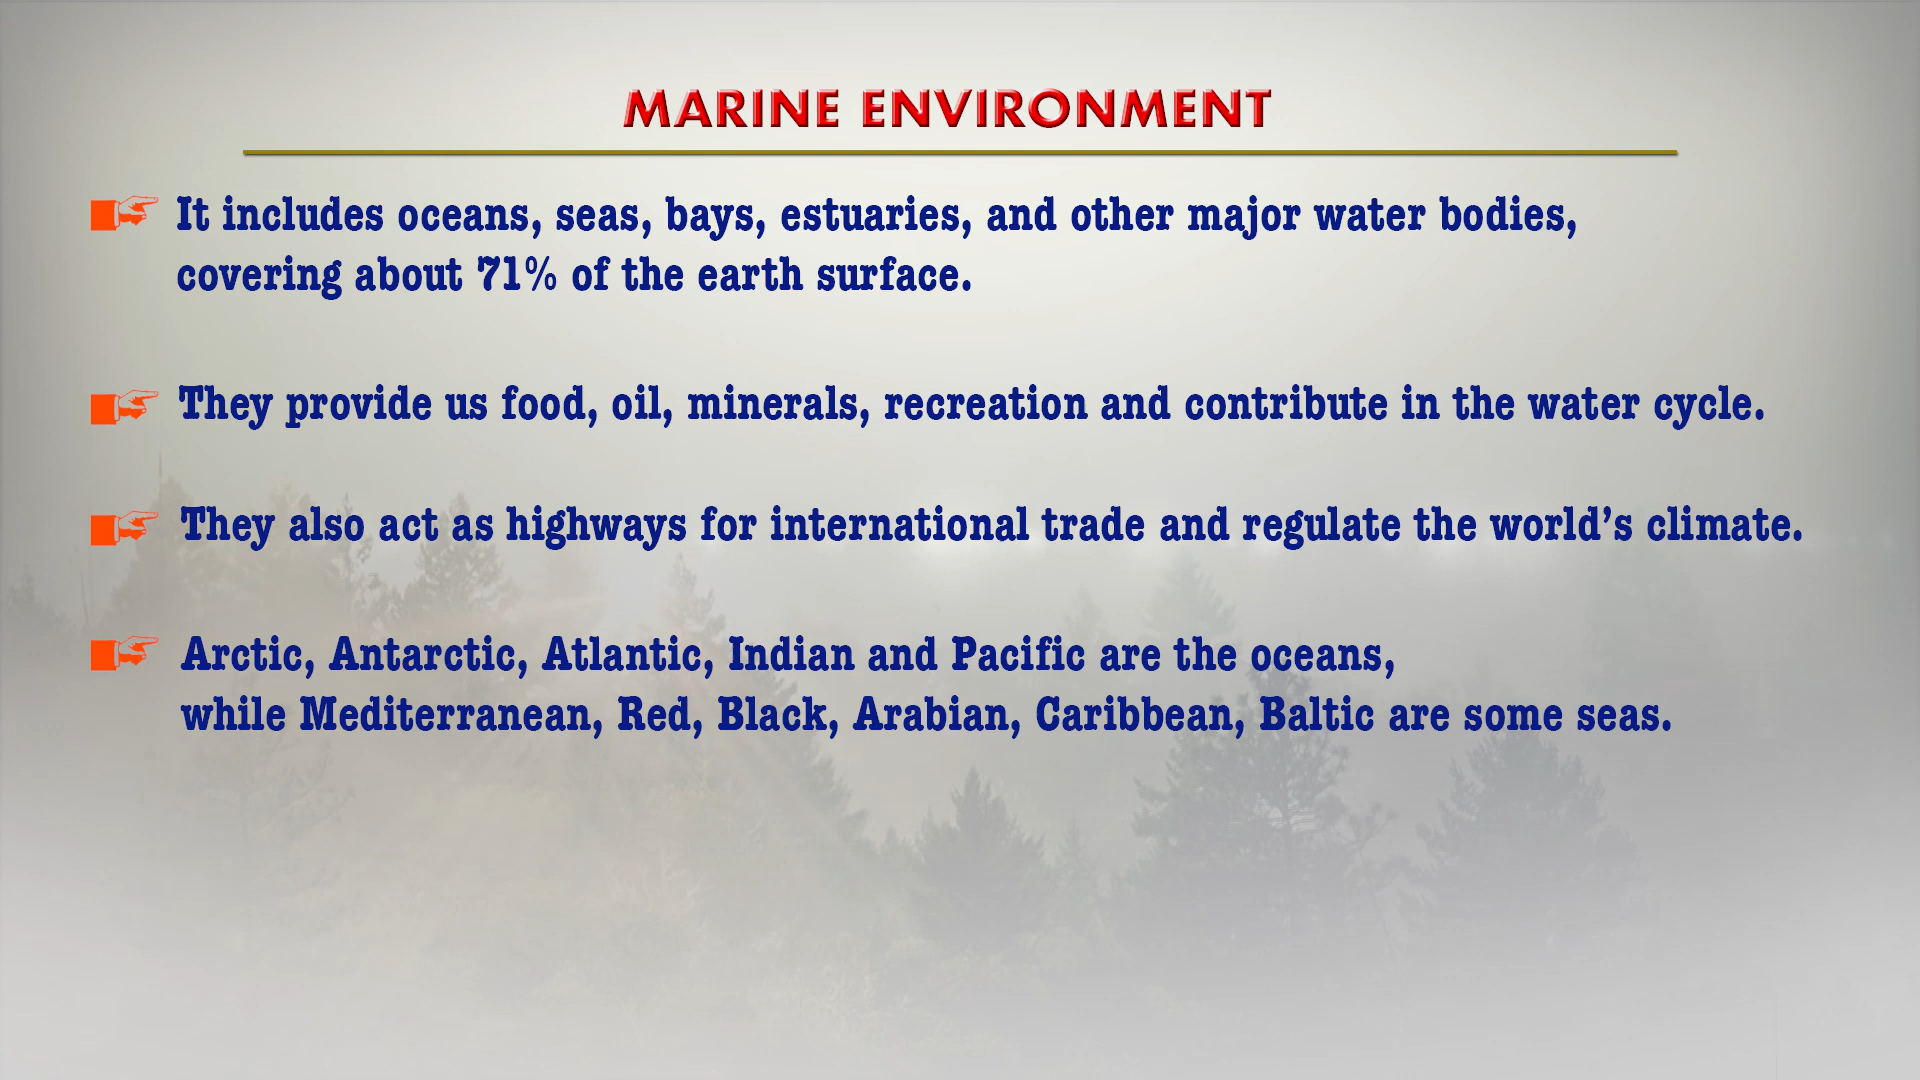 MARINE ENVIRONMENT
It includes oceans, seas, bays, estuaries, and other major water bodies,
covering about 71% of the earth surface.
They provide us food, oil, minerals, recreation and contribute in the water cycle.
They also act as highways for international trade and regulate the world’s climate.
Arctic, Antarctic, Atlantic, Indian and Pacific are the oceans,
while Mediterranean, Red, Black, Arabian, Caribbean, Baltic are some seas.